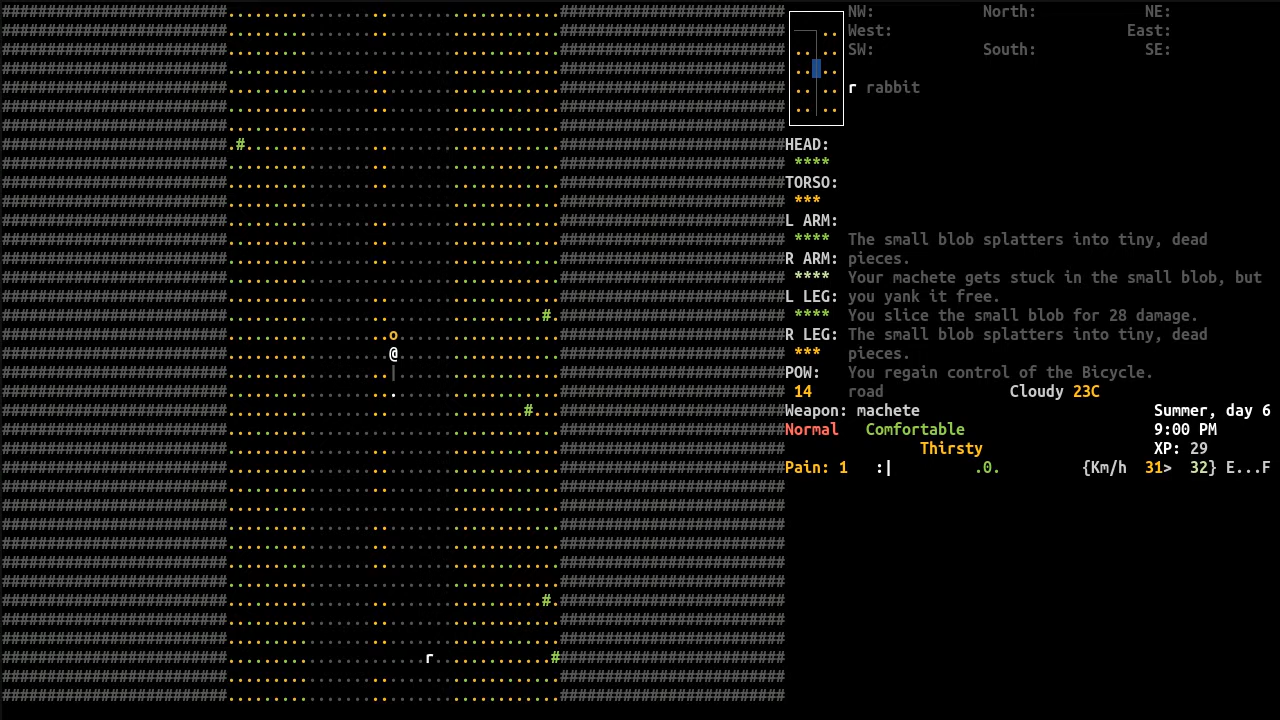 NW: North: NE:
West: East:
SW: South: SE:
r rabbit
HEAD:
****
TORSO:
***
L ARM:
**** The small blob splatters into tiny, dead
R ARM: pieces.
**** Your machete gets stuck in the small blob, but
L LEG: you yank it free.
**** You slice the small blob for 28 damage.
R LEG: The small blob splatters into tiny, dead
*** pieces.
POW: You regain control of the Bicycle.
14 road Cloudy 23C
Weapon: machete Summer, day 6
Normal Comfortable 9:00 PM
Thirsty XP: 29
Pain: 1 :| .0. {Km/h 31> 32} E...F